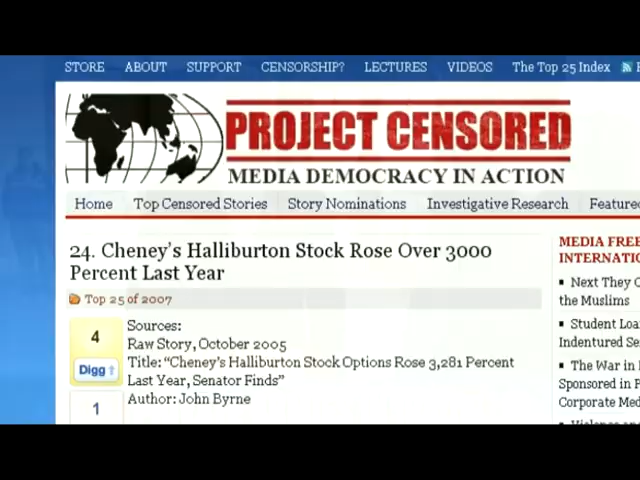 STORE ABOUT SUPPORT CENSORSHIP? LECTURES VIDEOS The Top 25 Index
PROJECT CENSORED
MEDIA DEMOCRACY IN ACTION
Home Top Censored Stories Story Nominations Investigative Research Feature
24. Cheney's Halliburton Stock Rose Over 3000
Percent Last Year
Top 25 of 2007
4
Digg
1
Sources:
Raw Story, October 2005
Title: “Cheney's Halliburton Stock Options Rose 3,281 Percent
Last Year, Senator Finds”
Author: John Byrne
MEDIA FREE
INTERNATIO
Next They C
the Muslims
Student Loa
Indentured Se
The War in
Sponsored in P
Corporate Med